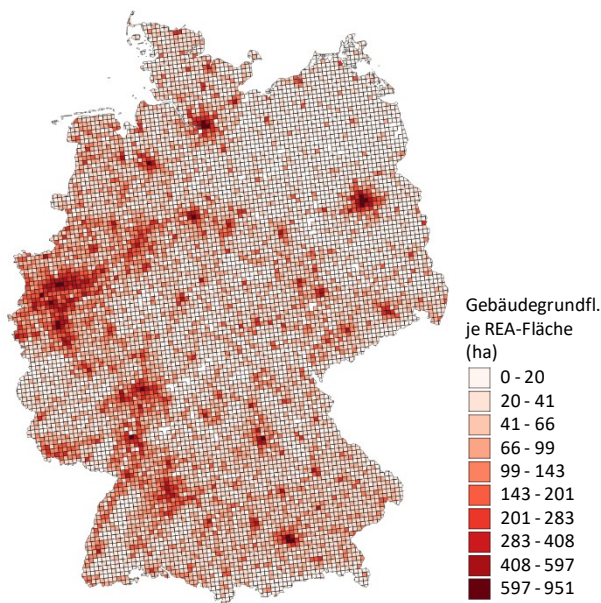 Gebäudegrundfl.
je REA-Fläche
(ha)
0 - 20
20 - 41
41 - 66
66 - 99
99 - 143
143 - 201
201 - 283
283 - 408
408 - 597
597 - 951